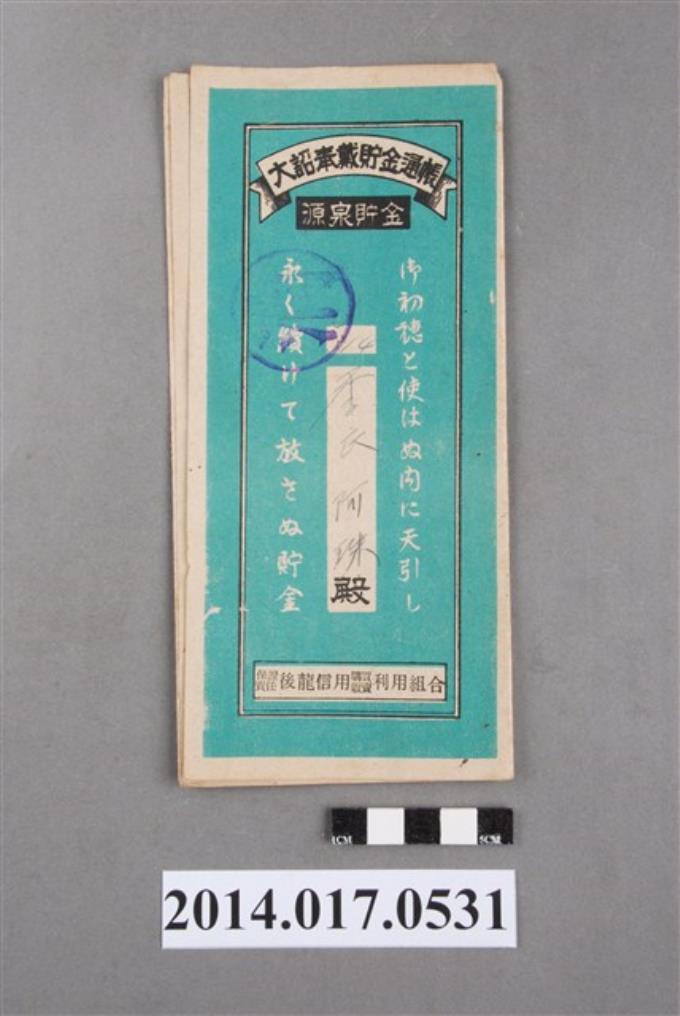 大詔奉戴貯金通帳
源泉貯金
御初穂と使はぬ内に天引し
永く續けて放さぬ貯金
李氏 阿珠
殿
保證責任後龍信用購買販賣利用組合
1CM
5CM
2014.017.0531